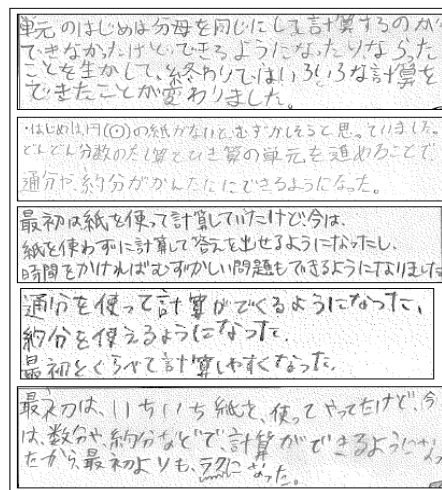 単元のはじめは分母を同じにして計算するのが
できなかったけど、できるようになったりならった
ことを生かして、終わりではいろいろな計算を
できたことが変わりました。
・はじめは、円(⊙)の紙がないと、むずかしそうと思っていました。
どんどん分数のたし算とひき算の単元を進めることで、
通分や、約分がかんたんにできるようになった。
最初は紙を使って計算していたけど、今は、
紙を使わずに計算して答えを出せるようになったし、
時間をかければむずかしい問題もできるようになりました
通分を使って計算ができくるようになった、
約分を使えるようになった.
最初とくらべて計算しやすくなった.
最初は、いちいち紙を、使ってやってたけど、今
は、数分や、約分などで、計算ができるようになっ
たから、最初よりも、ラクになった。